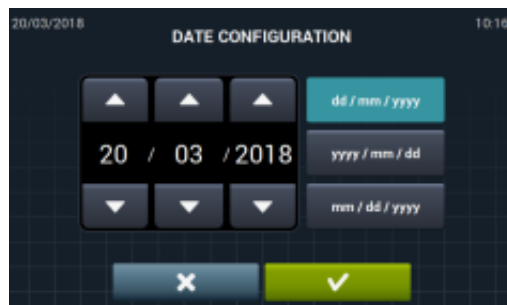 20/03/2018
10:16
DATE CONFIGURATION
dd / mm / yyyy
20 / 03 / 2018
yyyy / mm / dd
mm / dd / yyyy